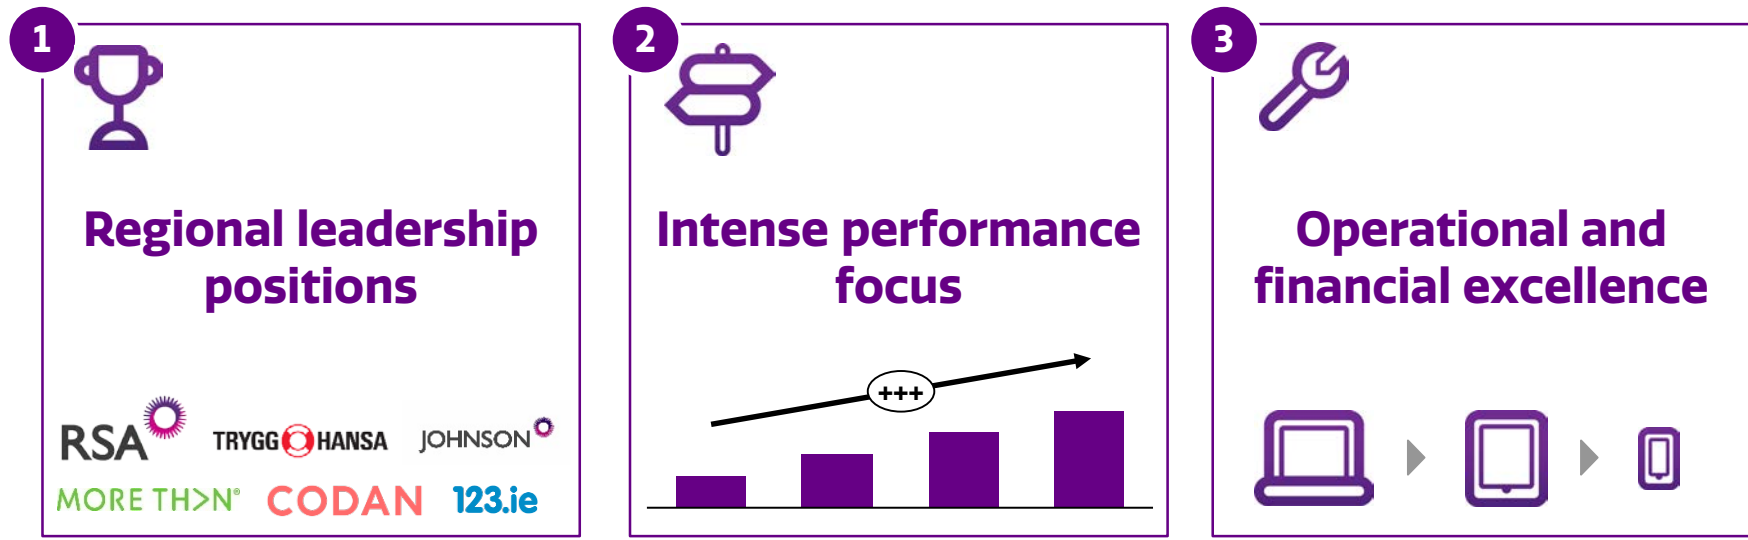 1
Regional leadership
positions
RSA
TRYGG HANSA
JOHNSON
MORE TH>N®
CODAN
123.ie
2
Intense performance
focus
+++
3
Operational and
financial excellence